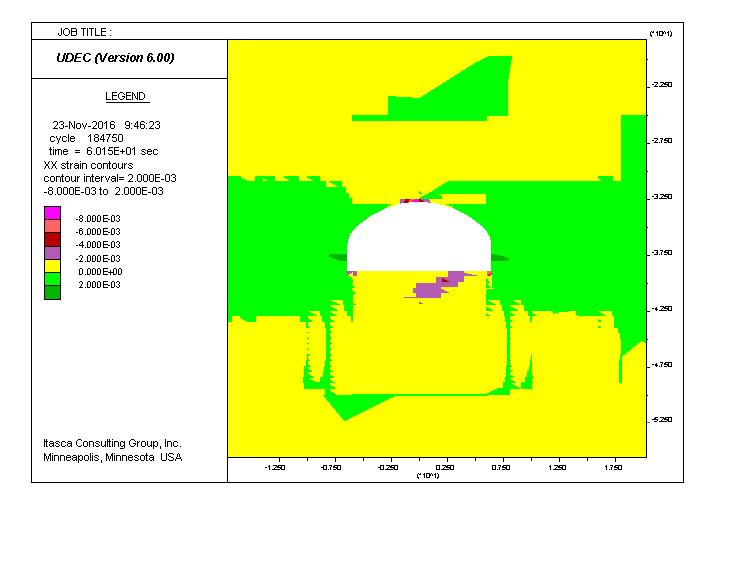 JOB TITLE :
(*10^1)
UDEC (Version 6.00)
LEGEND
23-Nov-2016 9:46:23
cycle 184750
time = 6.015E+01 sec
XX strain contours
contour interval= 2.000E-03
-8.000E-03 to 2.000E-03
-8.000E-03
-6.000E-03
-4.000E-03
-2.000E-03
0.000E+00
2.000E-03
-2.250
-2.750
-3.250
-3.750
-4.250
-4.750
-5.250
Itasca Consulting Group, Inc.
Minneapolis, Minnesota USA
-1.250 -0.750 -0.250 0.250 0.750 1.250 1.750
(*10^1)